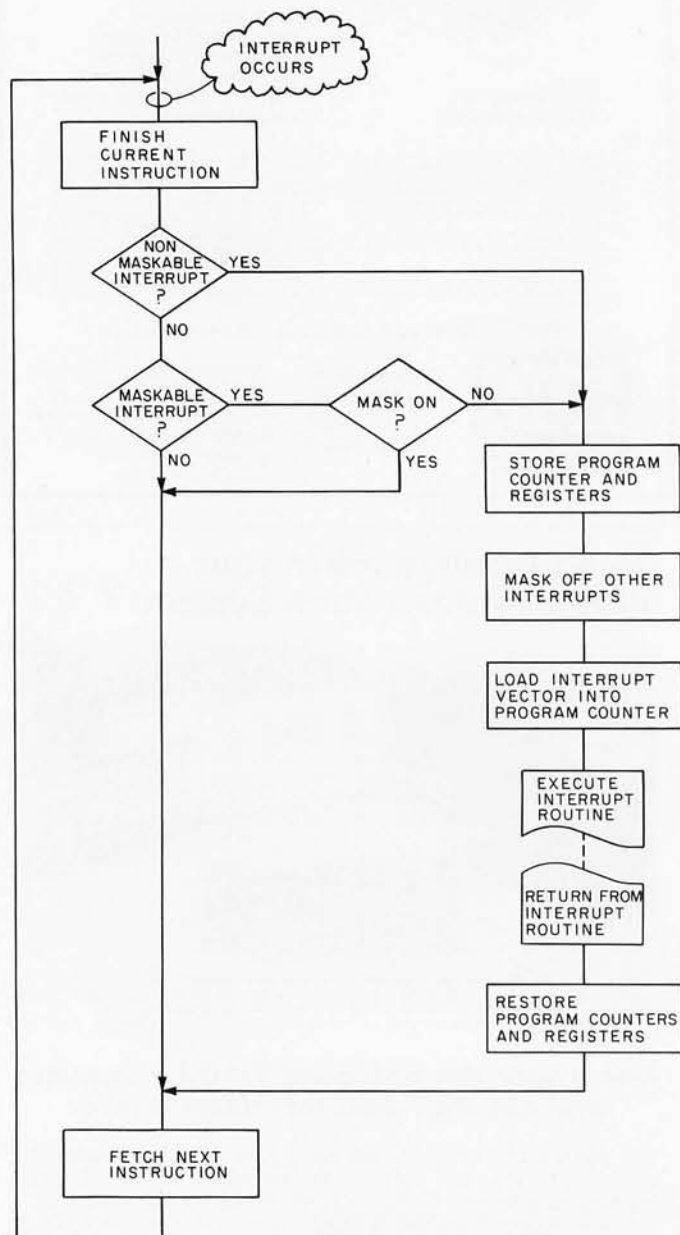 INTERRUPT
OCCURS
FINISH
CURRENT
INSTRUCTION
NON
MASKABLE
INTERRUPT
?
YES
NO
MASKABLE
INTERRUPT
?
YES
NO
MASK ON
?
NO
YES
STORE PROGRAM
COUNTER AND
REGISTERS
MASK OFF OTHER
INTERRUPTS
LOAD INTERRUPT
VECTOR INTO
PROGRAM COUNTER
EXECUTE
INTERRUPT
ROUTINE
RETURN FROM
INTERRUPT
ROUTINE
RESTORE
PROGRAM COUNTERS
AND REGISTERS
FETCH NEXT
INSTRUCTION